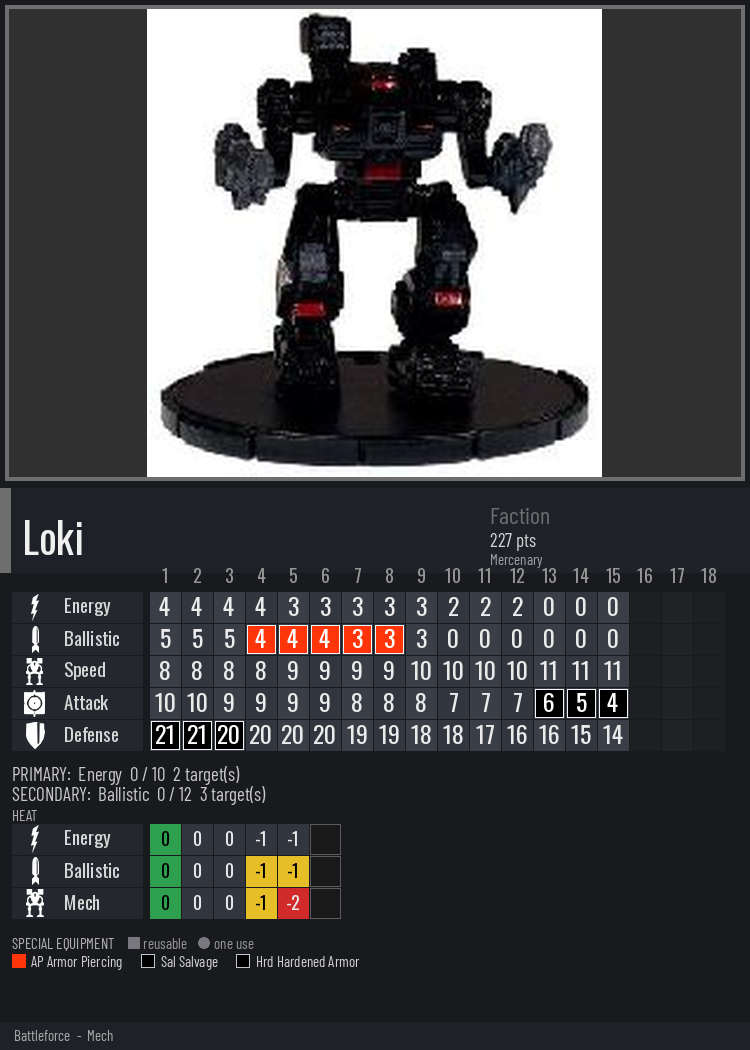 Loki
Faction
227 pts
Mercenary
1 2 3 4 5 6 7 8 9 10 11 12 13 14 15 16 17 18
Energy 4 4 4 4 3 3 3 3 3 2 2 2 0 0 0
Ballistic 5 5 5 4 4 4 3 3 3 0 0 0 0 0 0
Speed 8 8 8 8 9 9 9 9 10 10 10 10 11 11 11
Attack 10 10 9 9 9 9 8 8 8 7 7 7 6 5 4
Defense 21 21 20 20 20 20 19 19 18 18 17 16 16 15 14
PRIMARY: Energy 0 / 10 2 target(s)
SECONDARY: Ballistic 0 / 12 3 target(s)
HEAT
Energy 0 0 0 -1 -1
Ballistic 0 0 0 -1 -1
Mech 0 0 0 -1 -2
SPECIAL EQUIPMENT reusable one use
AP Armor Piercing Sal Salvage Hrd Hardened Armor
Battleforce - Mech